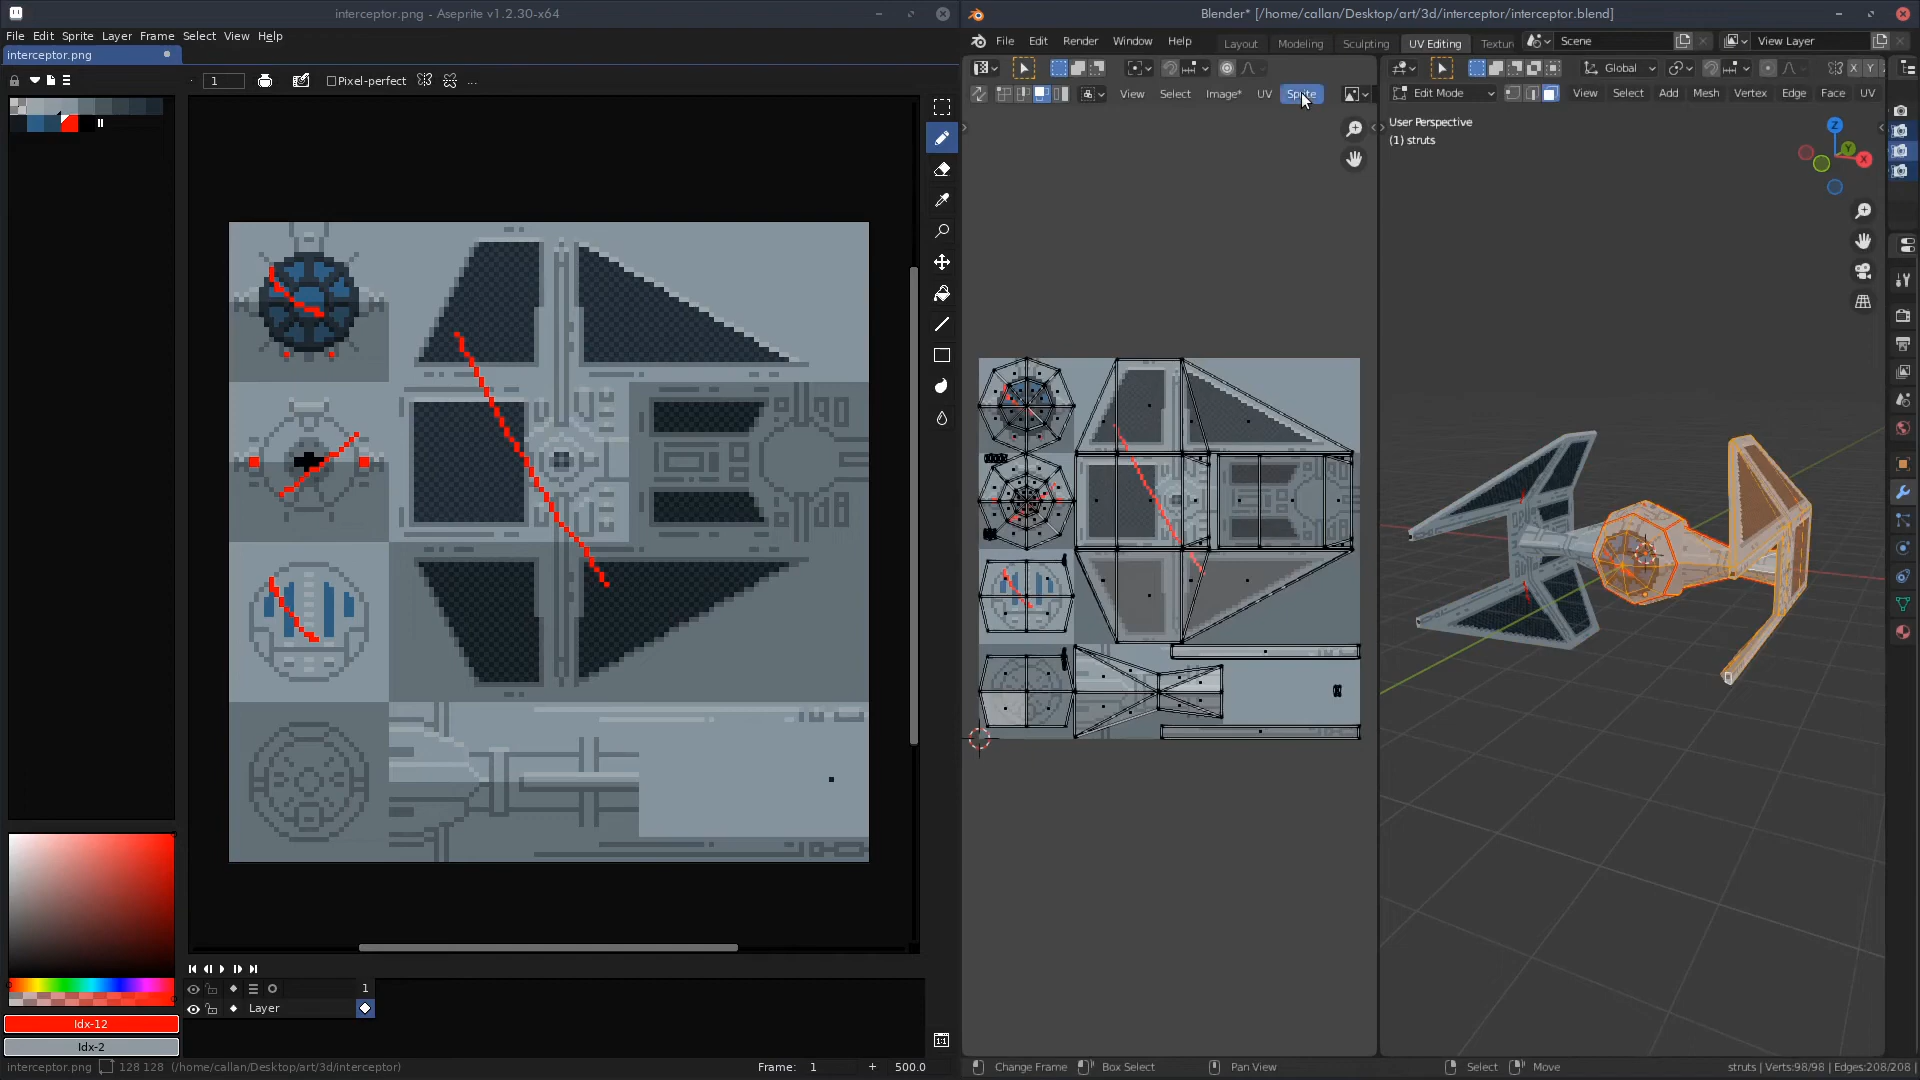 interceptor.png - Aseprite v1.2.30-x64
File Edit Sprite Layer Frame Select View Help
interceptor.png
1 Pixel-perfect ...
Idx-12
Idx-2
1
Layer
interceptor.png 128 128 (/home/callan/Desktop/art/3d/interceptor)
Frame: 1 + 500.0
1:1
Blender* [/home/callan/Desktop/art/3d/interceptor/interceptor.blend]
File Edit Render Window Help Layout Modeling Sculpting UV Editing Textur Scene View Layer
View Select Image* UV Sprite
Global X Y
Edit Mode View Select Add Mesh Vertex Edge Face UV
User Perspective
(1) struts
Z
Y
X
Change Frame Box Select Pan View Select Move struts | Verts:98/98 | Edges:208/208 |